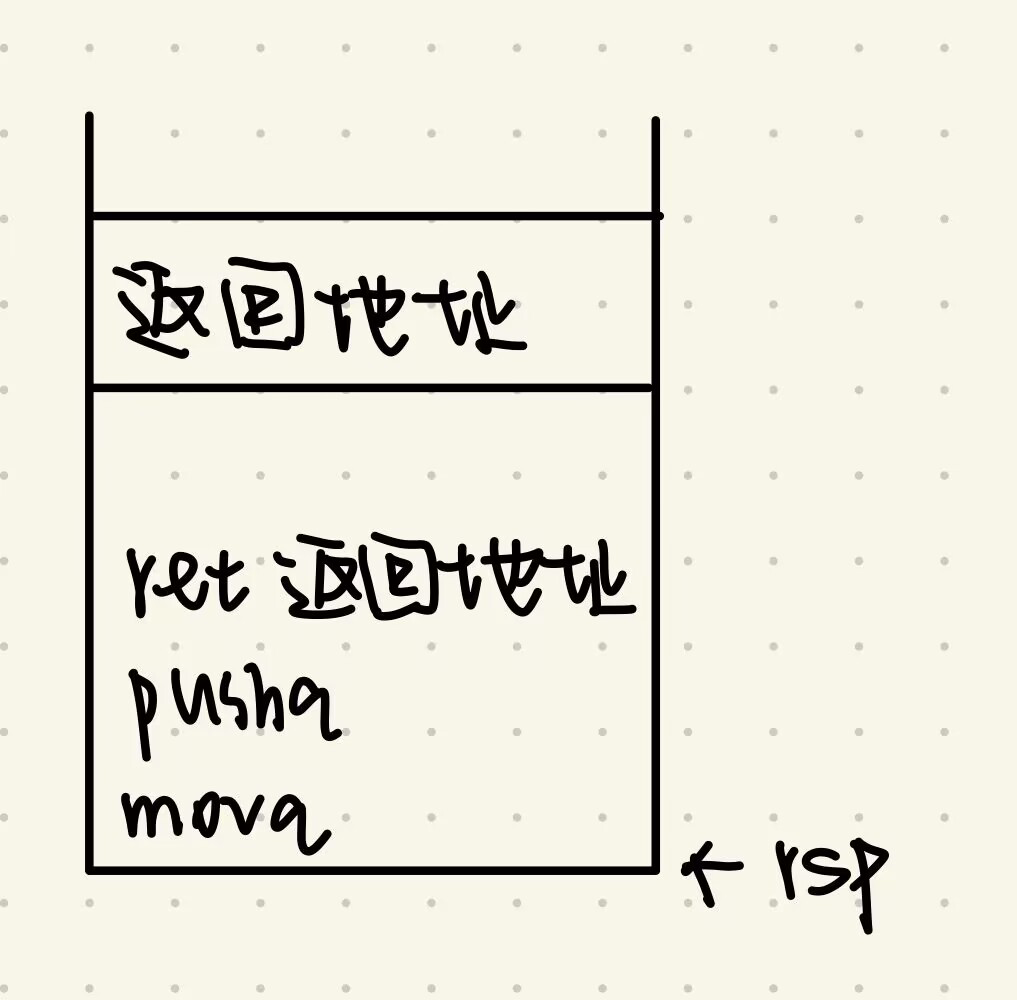 返回地址
ret 返回地址
pushq
movq
← rsp